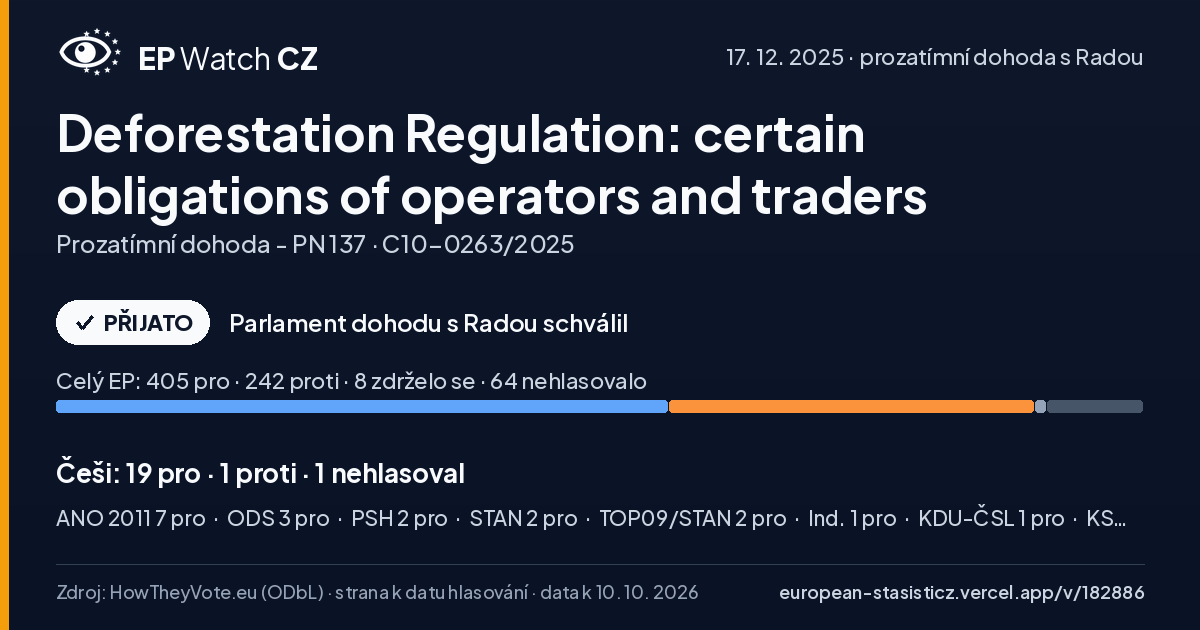 EP Watch CZ
17. 12. 2025 · prozatímní dohoda s Radou
Deforestation Regulation: certain
obligations of operators and traders
Prozatímní dohoda – PN 137 · C10–0263/2025
✓ PŘIJATO
Parlament dohodu s Radou schválil
Celý EP: 405 pro · 242 proti · 8 zdrželo se · 64 nehlasovalo
Češi: 19 pro · 1 proti · 1 nehlasoval
ANO 2011 7 pro · ODS 3 pro · PSH 2 pro · STAN 2 pro · TOP09/STAN 2 pro · Ind. 1 pro · KDU-ČSL 1 pro · KS…
Zdroj: HowTheyVote.eu (ODbL) · strana k datu hlasování · data k 10. 10. 2026
european-stasisticz.vercel.app/v/182886